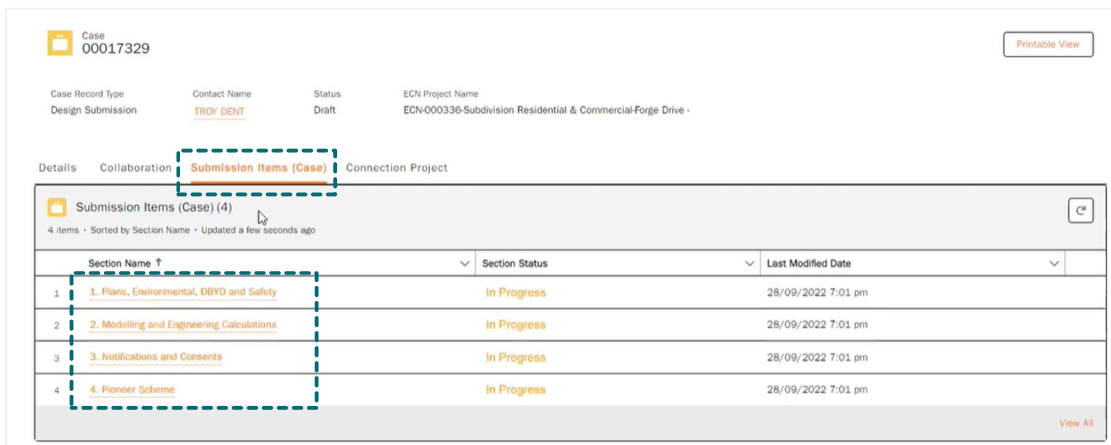 Case
00017329
Printable View
Case Record Type Contact Name Status ECN Project Name
Design Submission TROY DENT Draft ECN-000336-Subdivision Residential & Commercial-Forge Drive -
Details Collaboration Submission Items (Case) Connection Project
Submission Items (Case) (4)
4 items • Sorted by Section Name • Updated a few seconds ago
Section Name ↑ Section Status Last Modified Date
1 1. Plans, Environmental, DBYD and Safety In Progress 28/09/2022 7:01 pm
2 2. Modelling and Engineering Calculations In Progress 28/09/2022 7:01 pm
3 3. Notifications and Consents In Progress 28/09/2022 7:01 pm
4 4. Pioneer Scheme In Progress 28/09/2022 7:01 pm
View All